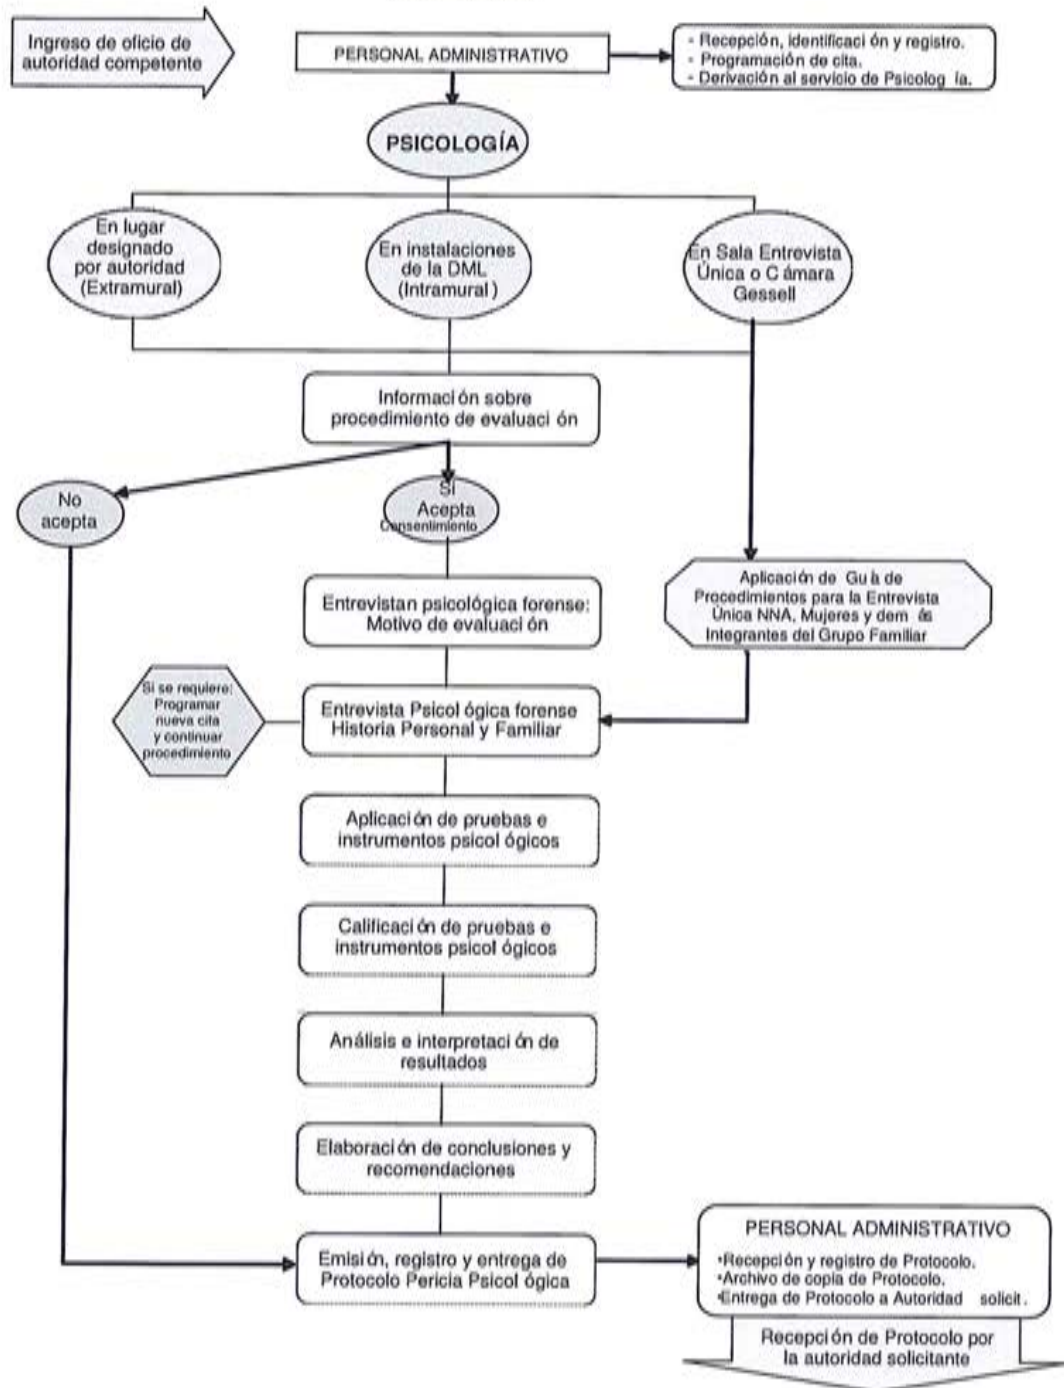 Ingreso de oficio de
autoridad competente
PERSONAL ADMINISTRATIVO
- Recepción, identificaci ón y registro.
- Programación de cita.
- Derivación al servicio de Psicolog ía.
PSICOLOGÍA
En lugar
designado
por autoridad
(Extramural)
En instalaciones
de la DML
(Intramural )
En Sala Entrevista
Única o C ámara
Gessell
Informaci ón sobre
procedimiento de evaluaci ón
No
acepta
Si
Acepta
Consentimiento
Entrevistan psicológica forense:
Motivo de evaluaci ón
Aplicación de Gu ía de
Procedimientos para la Entrevista
Única NNA, Mujeres y dem ás
Integrantes del Grupo Familiar
Si se requiere:
Programar
nueva cita
y continuar
procedimiento
Entrevista Psicol ógica forense
Historia Personal y Familiar
Aplicaci ón de pruebas e
instrumentos psicol ógicos
Calificaci ón de pruebas e
instrumentos psicol ógicos
Análisis e interpretaci ón de
resultados
Elaboraci ón de conclusiones y
recomendaciones
Emisi ón, registro y entrega de
Protocolo Pericia Psicol ógica
PERSONAL ADMINISTRATIVO
•Recepción y registro de Protocolo.
•Archivo de copia de Protocolo.
•Entrega de Protocolo a Autoridad solicit.
Recepci ón de Protocolo por
la autoridad solicitante